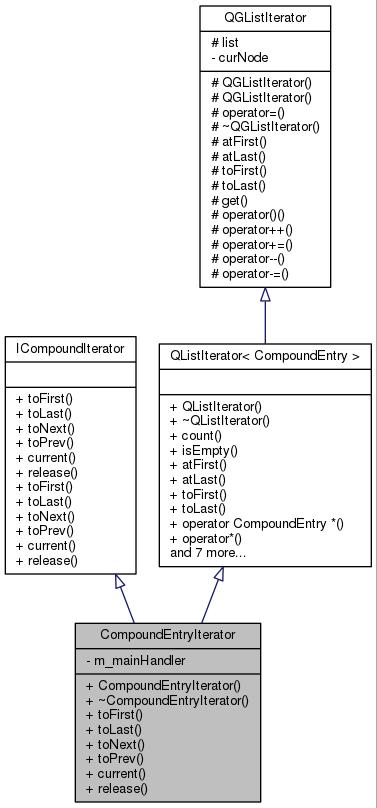 QGListIterator
# list
- curNode
# QGListIterator()
# QGListIterator()
# operator=()
# ~QGListIterator()
# atFirst()
# atLast()
# toFirst()
# toLast()
# get()
# operator()()
# operator++()
# operator+=()
# operator--()
# operator-=()
ICompoundIterator
+ toFirst()
+ toLast()
+ toNext()
+ toPrev()
+ current()
+ release()
+ toFirst()
+ toLast()
+ toNext()
+ toPrev()
+ current()
+ release()
QListIterator< CompoundEntry >
+ QListIterator()
+ ~QListIterator()
+ count()
+ isEmpty()
+ atFirst()
+ atLast()
+ toFirst()
+ toLast()
+ operator CompoundEntry *()
+ operator*()
and 7 more...
CompoundEntryIterator
- m_mainHandler
+ CompoundEntryIterator()
+ ~CompoundEntryIterator()
+ toFirst()
+ toLast()
+ toNext()
+ toPrev()
+ current()
+ release()